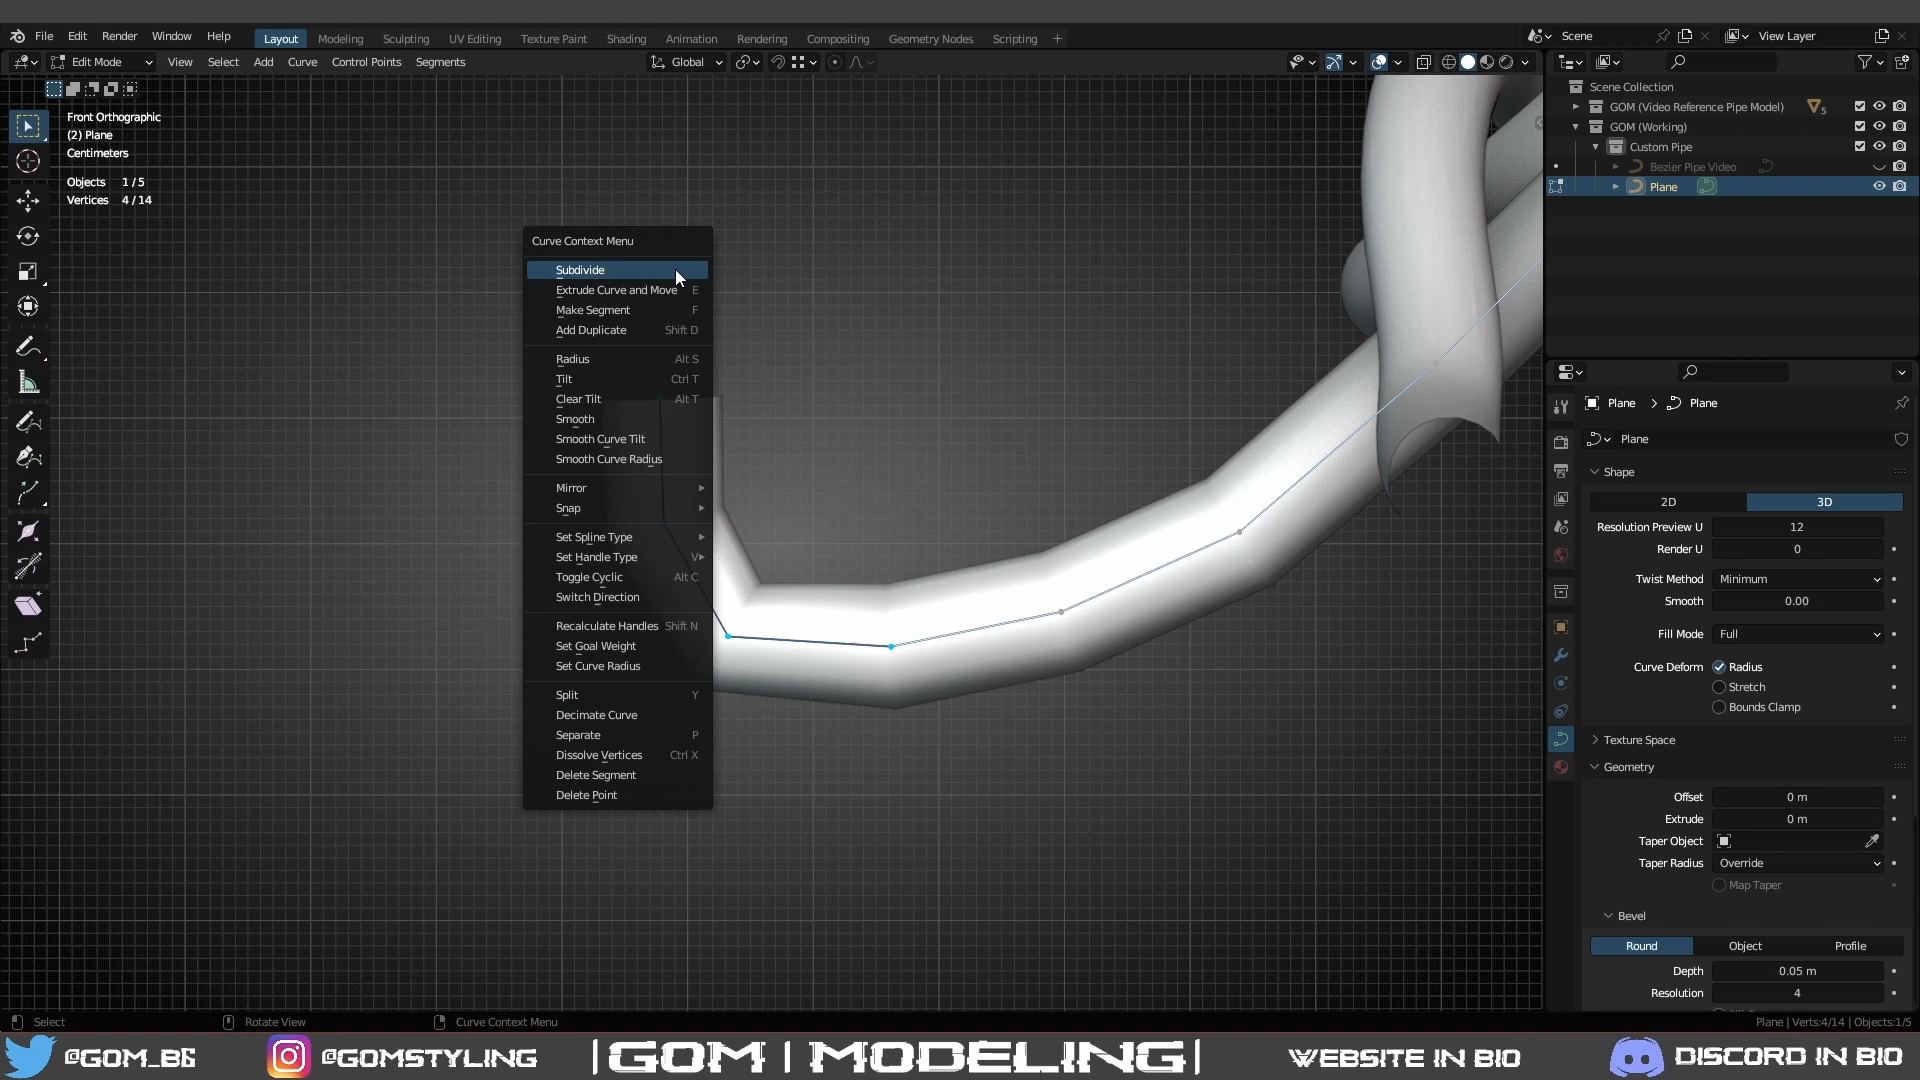 File Edit Render Window Help
Layout Modeling Sculpting UV Editing Texture Paint Shading Animation Rendering Compositing Geometry Nodes Scripting +
Scene
View Layer
Edit Mode View Select Add Curve Control Points Segments
Global
Front Orthographic
(2) Plane
Centimeters
Objects 1/5
Vertices 4/14
Curve Context Menu
Subdivide
Extrude Curve and Move E
Make Segment F
Add Duplicate Shift D
Radius Alt S
Tilt Ctrl T
Clear Tilt Alt T
Smooth
Smooth Curve Tilt
Smooth Curve Radius
Mirror
Snap
Set Spline Type
Set Handle Type V
Toggle Cyclic Alt C
Switch Direction
Recalculate Handles Shift N
Set Goal Weight
Set Curve Radius
Split Y
Decimate Curve
Separate P
Dissolve Vertices Ctrl X
Delete Segment
Delete Point
Scene Collection
GOM (Video Reference Pipe Model) 5
GOM (Working)
Custom Pipe
Bezier Pipe Video
Plane
Plane > Plane
Plane
Shape
2D 3D
Resolution Preview U 12
Render U 0
Twist Method Minimum
Smooth 0.00
Fill Mode Full
Curve Deform Radius
Stretch
Bounds Clamp
Texture Space
Geometry
Offset 0 m
Extrude 0 m
Taper Object
Taper Radius Override
Map Taper
Bevel
Round Object Profile
Depth 0.05 m
Resolution 4
Select Rotate View Curve Context Menu
Plane | Verts:4/14 | Objects:1/5
@GOM_B6 @GOMSTYLING |GOM | MODELING| WEBSITE IN BIO DISCORD IN BIO